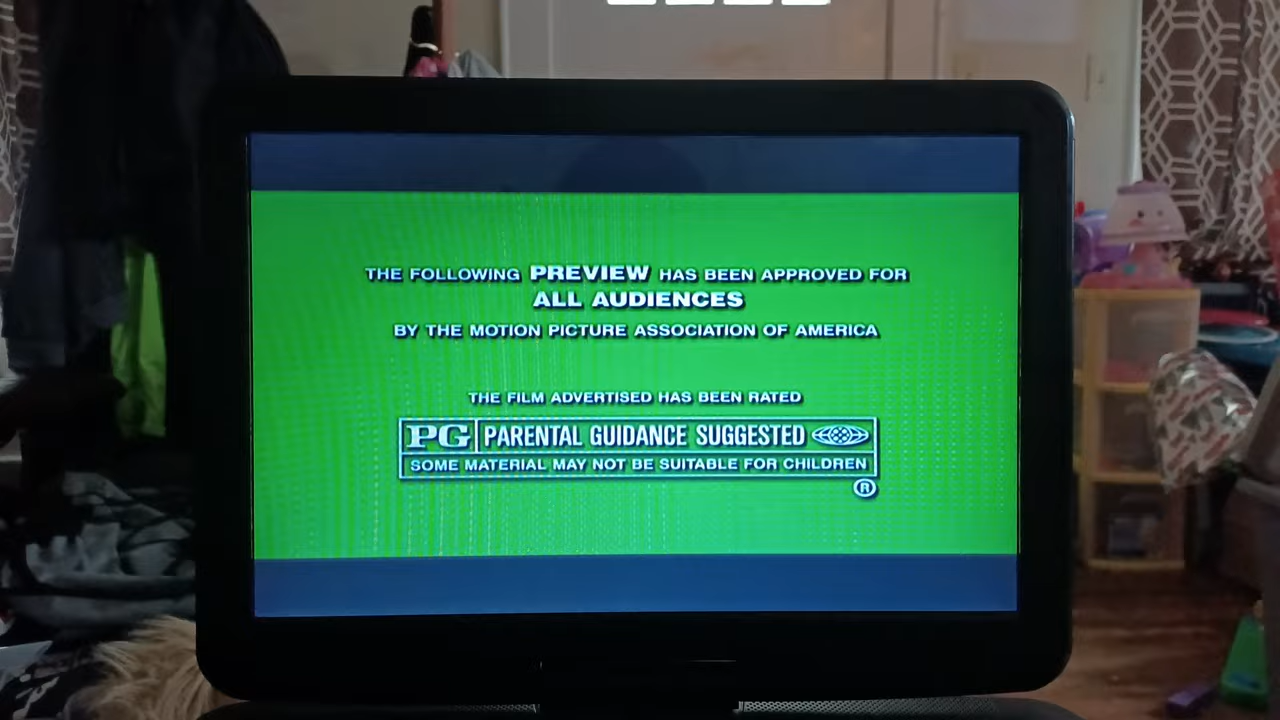 THE FOLLOWING PREVIEW HAS BEEN APPROVED FOR
ALL AUDIENCES
BY THE MOTION PICTURE ASSOCIATION OF AMERICA
THE FILM ADVERTISED HAS BEEN RATED
PG PARENTAL GUIDANCE SUGGESTED
SOME MATERIAL MAY NOT BE SUITABLE FOR CHILDREN
®